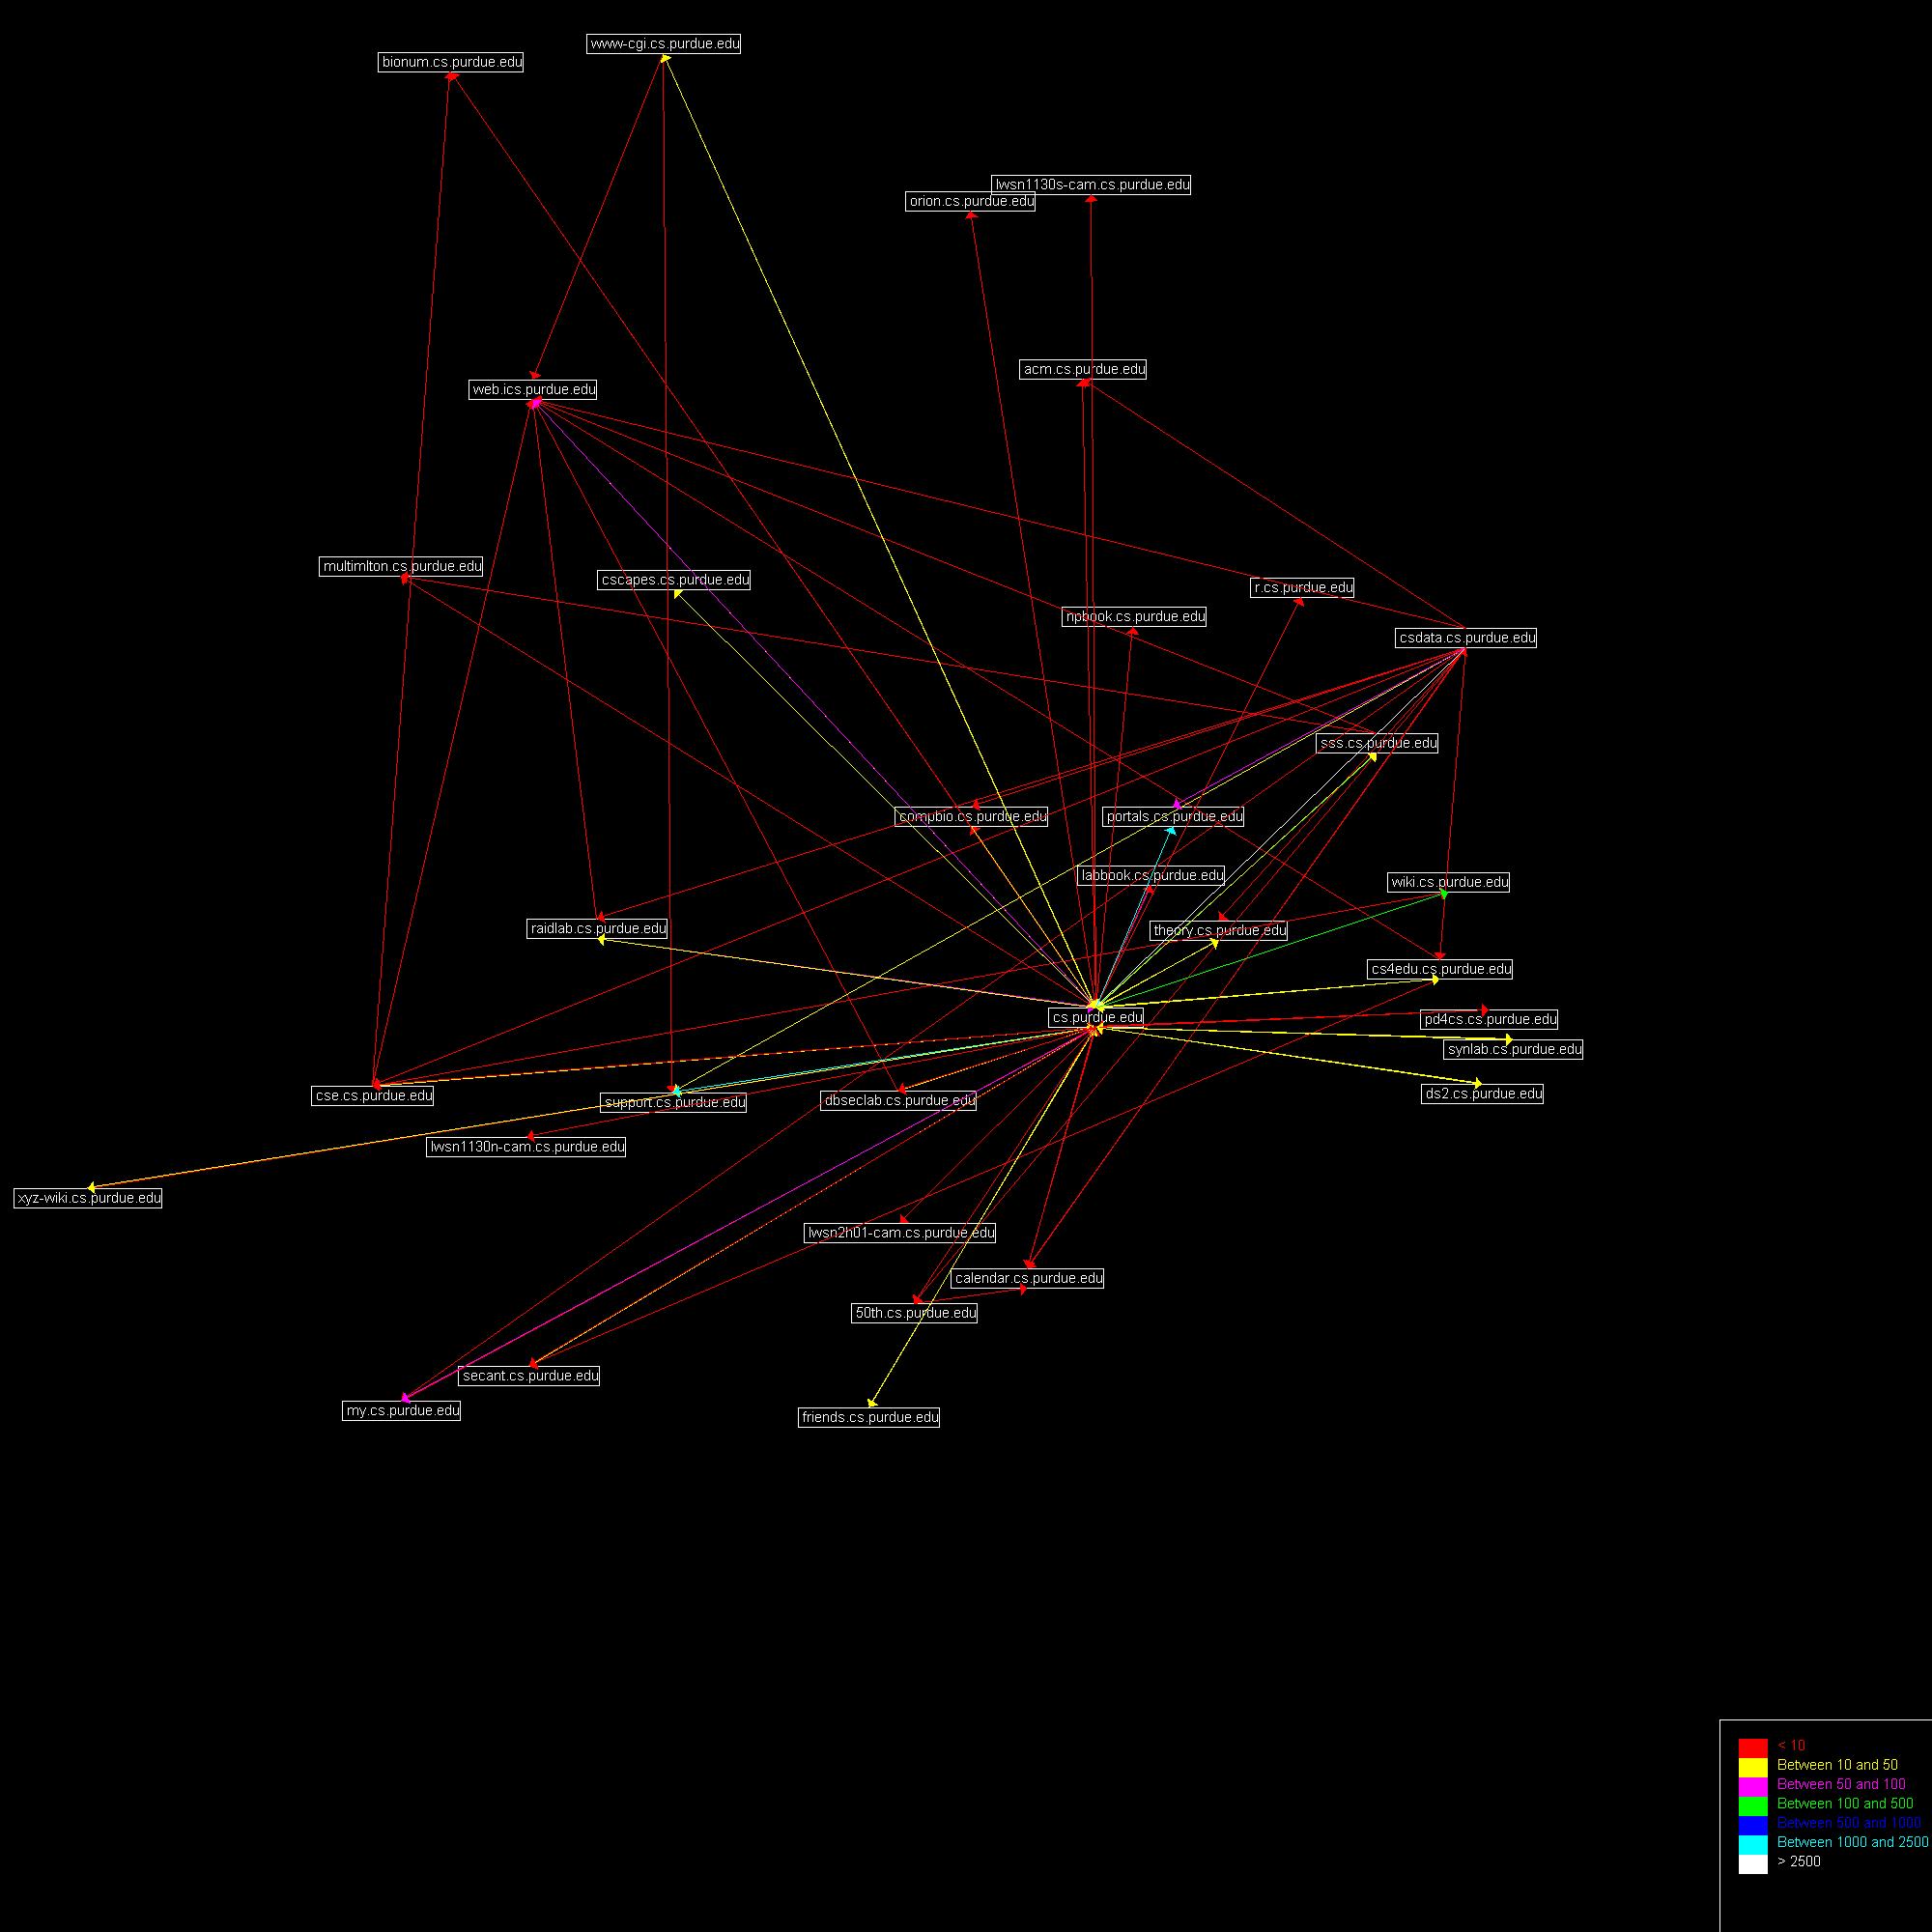 www-cgi.cs.purdue.edu
bionum.cs.purdue.edu
lwsn1130s-cam.cs.purdue.edu
orion.cs.purdue.edu
acm.cs.purdue.edu
web.ics.purdue.edu
multimlton.cs.purdue.edu
cscapes.cs.purdue.edu
r.cs.purdue.edu
npbook.cs.purdue.edu
csdata.cs.purdue.edu
sss.cs.purdue.edu
compbio.cs.purdue.edu
portals.cs.purdue.edu
labbook.cs.purdue.edu
wiki.cs.purdue.edu
raidlab.cs.purdue.edu
theory.cs.purdue.edu
cs4edu.cs.purdue.edu
cs.purdue.edu
pd4cs.cs.purdue.edu
synlab.cs.purdue.edu
cse.cs.purdue.edu
support.cs.purdue.edu
dbseclab.cs.purdue.edu
ds2.cs.purdue.edu
lwsn1130n-cam.cs.purdue.edu
xyz-wiki.cs.purdue.edu
lwsn2h01-cam.cs.purdue.edu
calendar.cs.purdue.edu
50th.cs.purdue.edu
secant.cs.purdue.edu
my.cs.purdue.edu
friends.cs.purdue.edu
< 10
Between 10 and 50
Between 50 and 100
Between 100 and 500
Between 500 and 1000
Between 1000 and 2500
> 2500